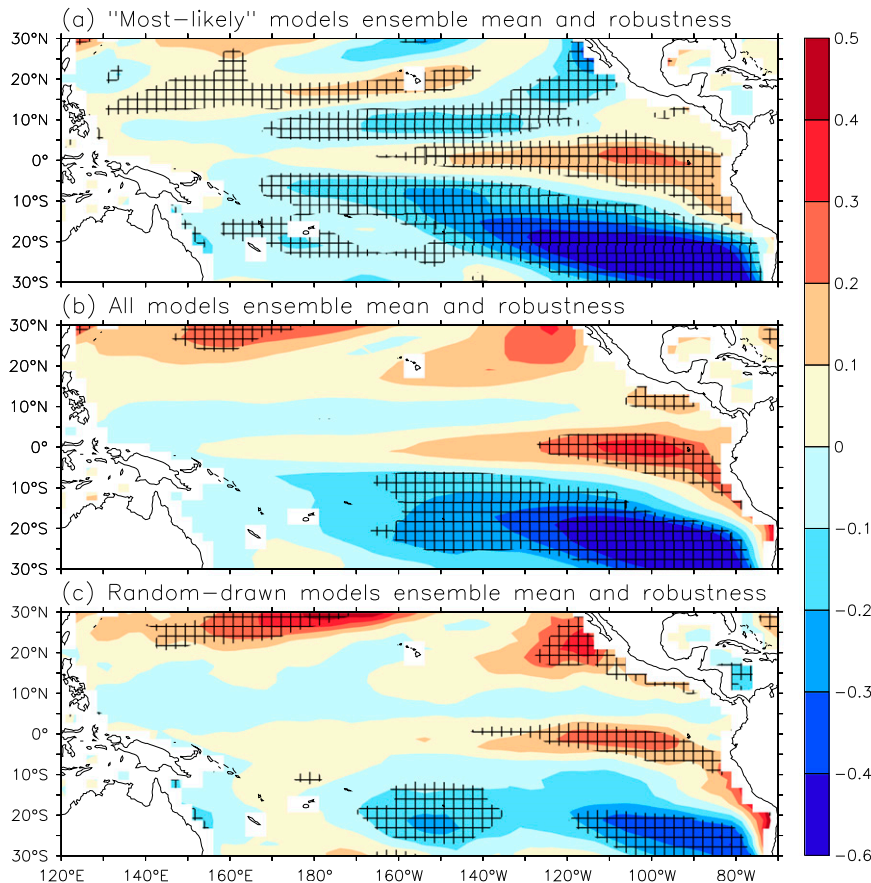 (a) "Most-likely" models ensemble mean and robustness
30°N
20°N
10°N
0°
10°S
20°S
30°S
(b) All models ensemble mean and robustness
30°N
20°N
10°N
0°
10°S
20°S
30°S
(c) Random-drawn models ensemble mean and robustness
30°N
20°N
10°N
0°
10°S
20°S
30°S
120°E 140°E 160°E 180°W 160°W 140°W 120°W 100°W 80°W
0.5
0.4
0.3
0.2
0.1
0
-0.1
-0.2
-0.3
-0.4
-0.6